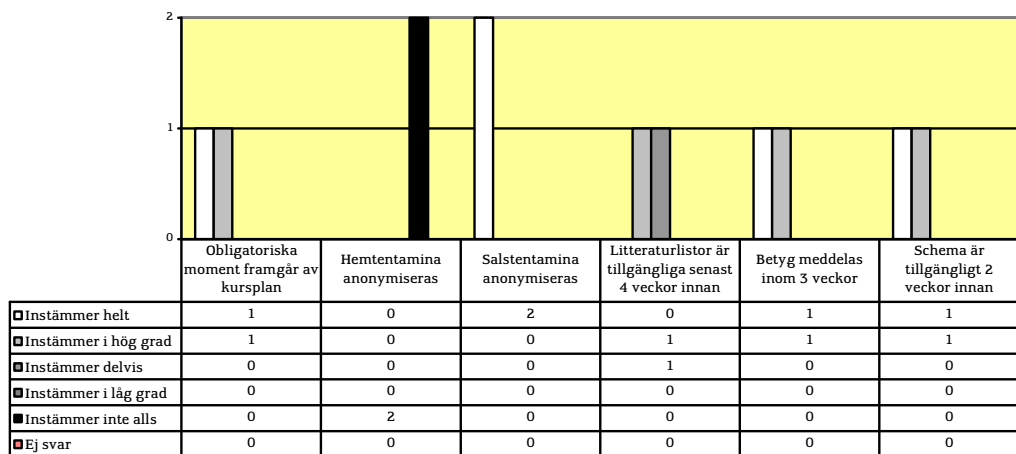 2
1
0
Obligatoriska moment framgår av kursplan
Hemtentamina anonymiseras
Salstentamina anonymiseras
Litteraturlistor är tillgängliga senast 4 veckor innan
Betyg meddelas inom 3 veckor
Schema är tillgängligt 2 veckor innan
Instämmer helt 1 0 2 0 1 1
Instämmer i hög grad 1 0 0 1 1 1
Instämmer delvis 0 0 0 1 0 0
Instämmer i låg grad 0 0 0 0 0 0
Instämmer inte alls 0 2 0 0 0 0
Ej svar 0 0 0 0 0 0